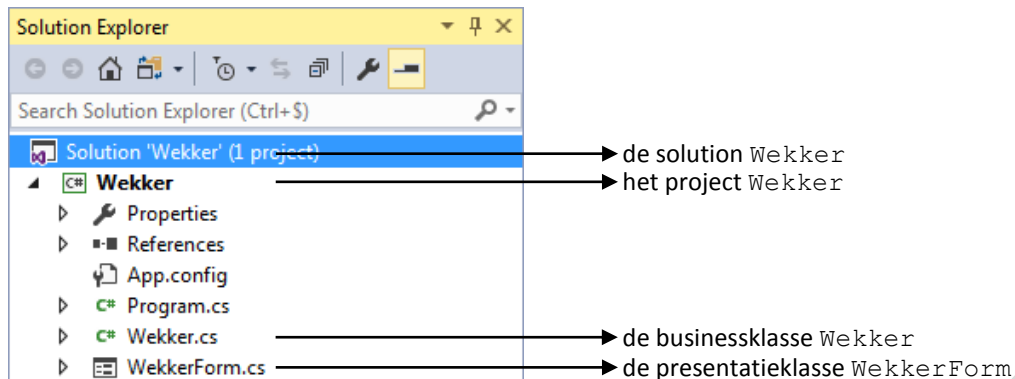 Solution Explorer
Search Solution Explorer (Ctrl+$)
Solution 'Wekker' (1 project) de solution Wekker
C# Wekker het project Wekker
Properties
References
App.config
C# Program.cs
C# Wekker.cs de businessklasse Wekker
WekkerForm.cs de presentatieklasse WekkerForm,